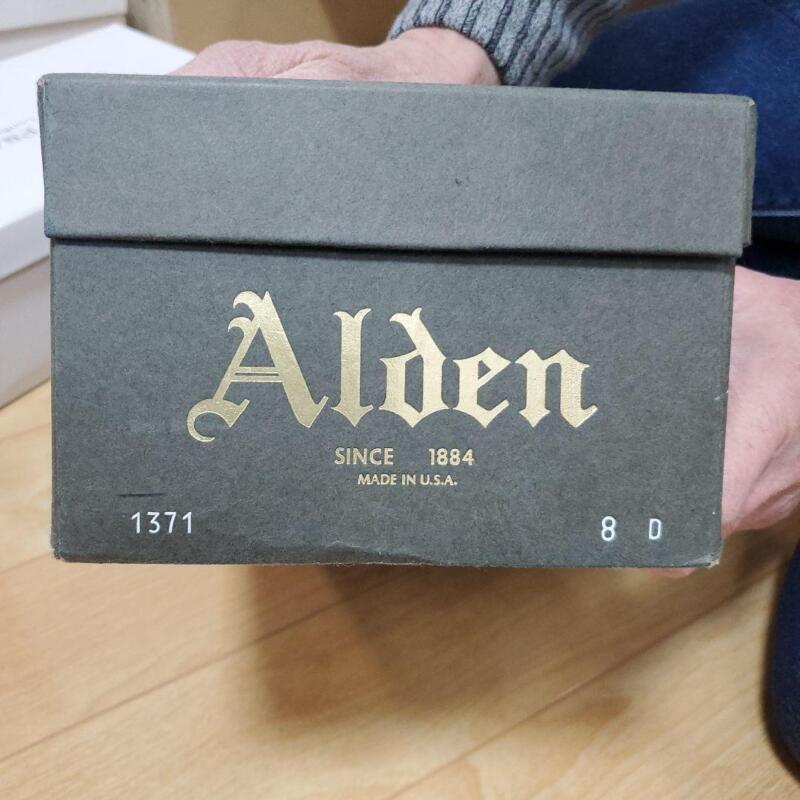 Alden
SINCE 1884
MADE IN U.S.A.
1371 8 D